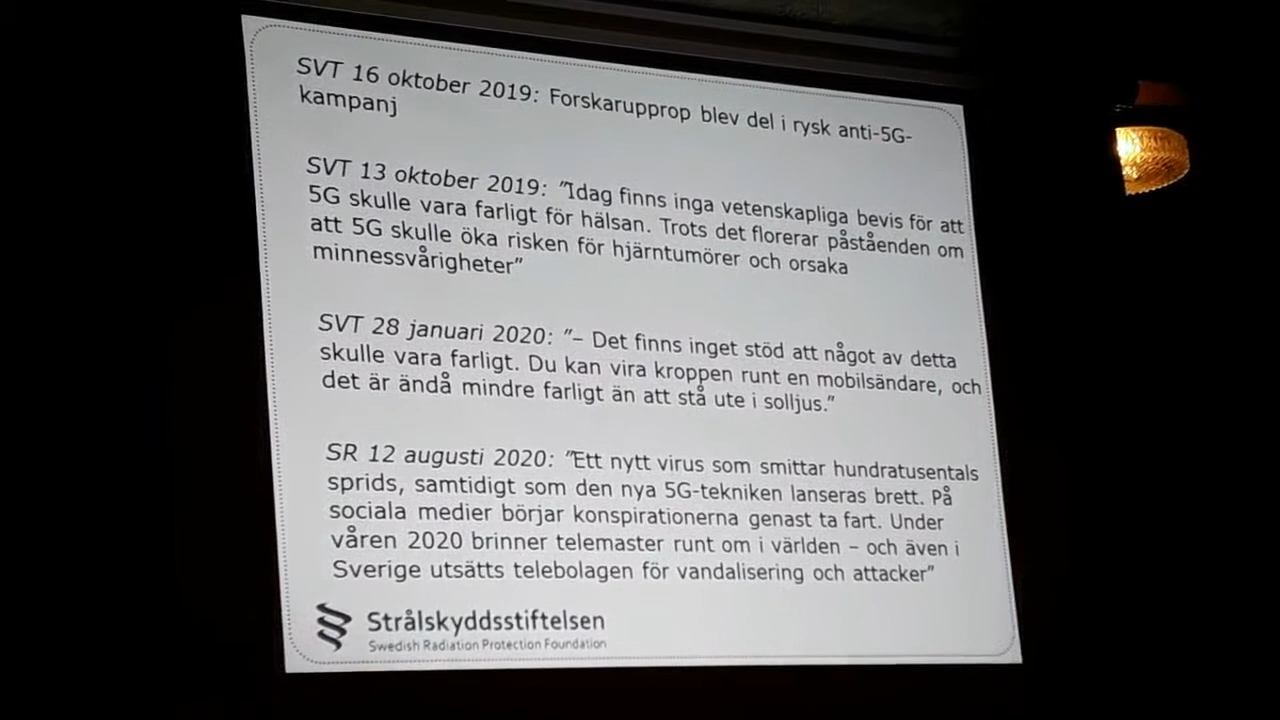 SVT 16 oktober 2019: Forskarupprop blev del i rysk anti-5G-
kampanj
SVT 13 oktober 2019: ”Idag finns inga vetenskapliga bevis för att
5G skulle vara farligt för hälsan. Trots det florerar påståenden om
att 5G skulle öka risken för hjärntumörer och orsaka
minnessvårigheter”
SVT 28 januari 2020: ”– Det finns inget stöd att något av detta
skulle vara farligt. Du kan vira kroppen runt en mobilsändare, och
det är ändå mindre farligt än att stå ute i solljus.”
SR 12 augusti 2020: ”Ett nytt virus som smittar hundratusentals
sprids, samtidigt som den nya 5G-tekniken lanseras brett. På
sociala medier börjar konspirationerna genast ta fart. Under
våren 2020 brinner telemaster runt om i världen – och även i
Sverige utsätts telebolagen för vandalisering och attacker”
Strålskyddsstiftelsen
Swedish Radiation Protection Foundation